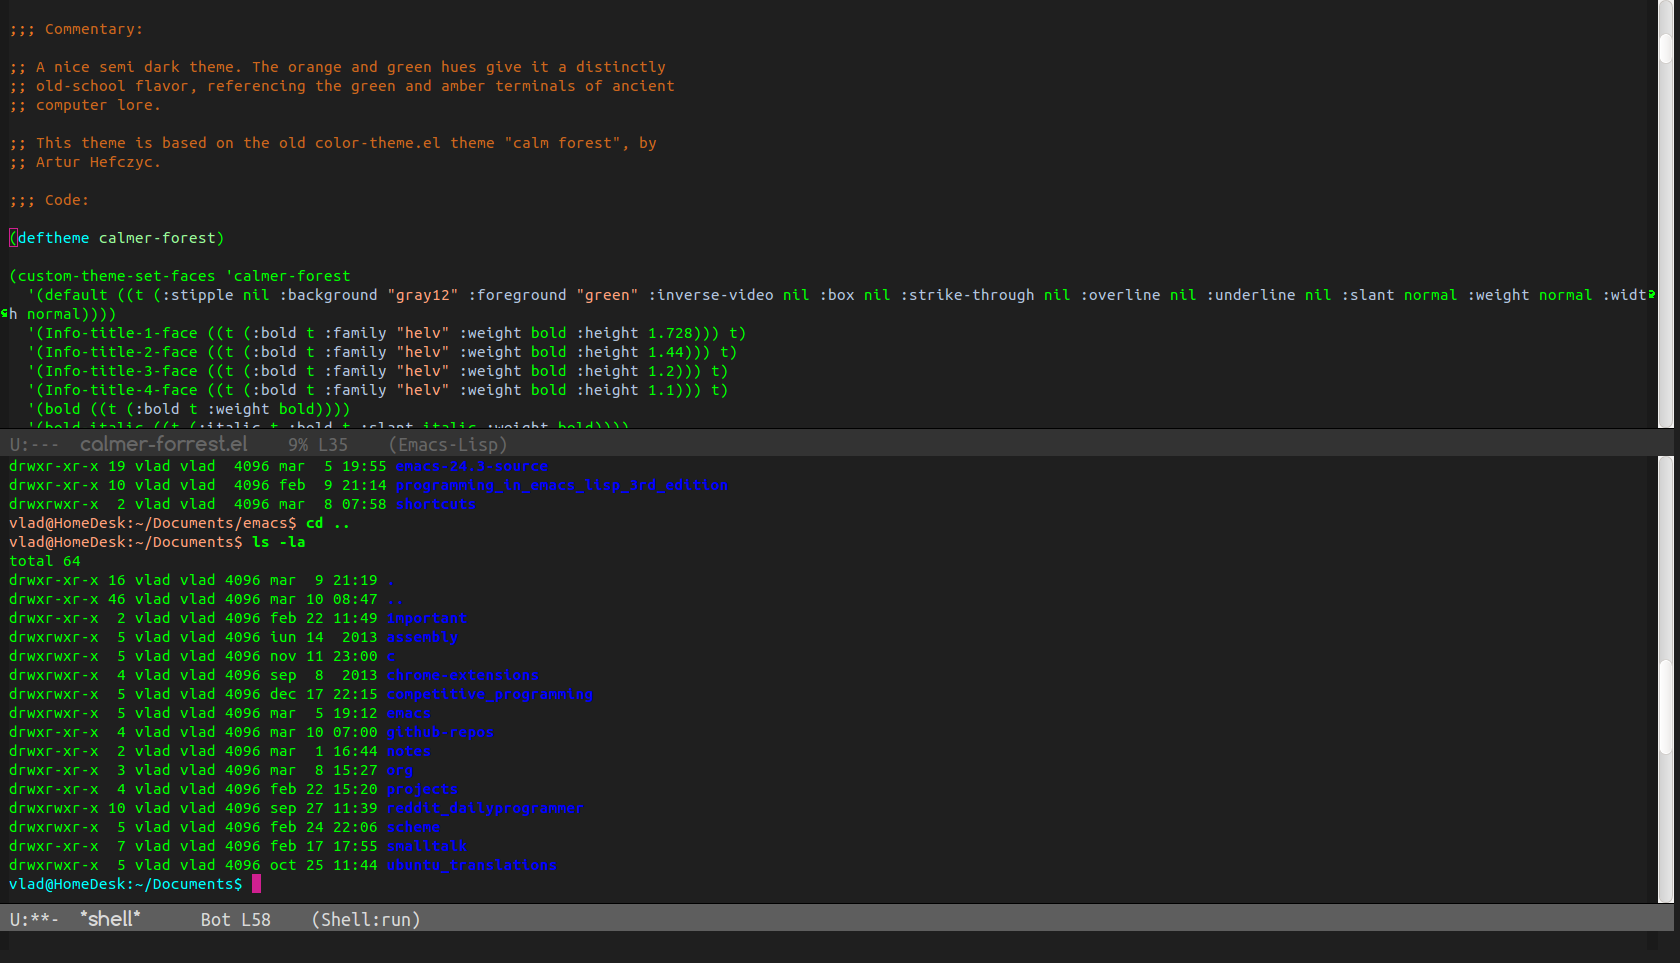 ;;; Commentary:
;; A nice semi dark theme. The orange and green hues give it a distinctly
;; old-school flavor, referencing the green and amber terminals of ancient
;; computer lore.
;; This theme is based on the old color-theme.el theme "calm forest", by
;; Artur Hefczyc.
;;; Code:
(deftheme calmer-forest)
(custom-theme-set-faces 'calmer-forest
  '(default ((t (:stipple nil :background "gray12" :foreground "green" :inverse-video nil :box nil :strike-through nil :overline nil :underline nil :slant normal :weight normal :widt
h normal))))
  '(Info-title-1-face ((t (:bold t :family "helv" :weight bold :height 1.728))) t)
  '(Info-title-2-face ((t (:bold t :family "helv" :weight bold :height 1.44))) t)
  '(Info-title-3-face ((t (:bold t :family "helv" :weight bold :height 1.2))) t)
  '(Info-title-4-face ((t (:bold t :family "helv" :weight bold :height 1.1))) t)
  '(bold ((t (:bold t :weight bold))))
  '(bold-italic ((t (:italic t :bold t :slant italic :weight bold))))
U:---  calmer-forrest.el    9% L35    (Emacs-Lisp)
drwxr-xr-x 19 vlad vlad  4096 mar  5 19:55 emacs-24.5-source
drwxr-xr-x 10 vlad vlad  4096 feb  9 21:14 programming_in_emacs_lisp_3rd_edition
drwxr-xr-x  2 vlad vlad  4096 mar  8 07:58 shortcuts
vlad@HomeDesk:~/Documents/emacs$ cd ..
vlad@HomeDesk:~/Documents$ ls -la
total 64
drwxr-xr-x 16 vlad vlad 4096 mar  9 21:19 .
drwxr-xr-x 46 vlad vlad 4096 mar 10 08:47 ..
drwxr-xr-x  2 vlad vlad 4096 feb 22 11:49 1mportant
drwxrwxr-x  5 vlad vlad 4096 iun 14  2013 assembly
drwxrwxr-x  5 vlad vlad 4096 nov 11 23:00 c
drwxrwxr-x  4 vlad vlad 4096 sep  8  2013 chrome-extensions
drwxrwxr-x  5 vlad vlad 4096 dec 17 22:15 competitive_programming
drwxrwxr-x  5 vlad vlad 4096 mar  5 19:12 emacs
drwxr-xr-x  4 vlad vlad 4096 mar 10 07:00 github-repos
drwxrwxr-x  2 vlad vlad 4096 mar  1 16:44 notes
drwxr-xr-x  3 vlad vlad 4096 mar  8 15:27 org
drwxr-xr-x  4 vlad vlad 4096 feb 22 15:20 projects
drwxrwxr-x 10 vlad vlad 4096 sep 27 11:39 reddit_dailyprogrammer
drwxrwxr-x  5 vlad vlad 4096 feb 24 22:06 scheme
drwxrwxr-x  7 vlad vlad 4096 feb 17 17:55 smalltalk
drwxrwxr-x  5 vlad vlad 4096 oct 25 11:44 ubuntu_translations
vlad@HomeDesk:~/Documents$
U:**-  *shell*      Bot L58    (Shell:run)